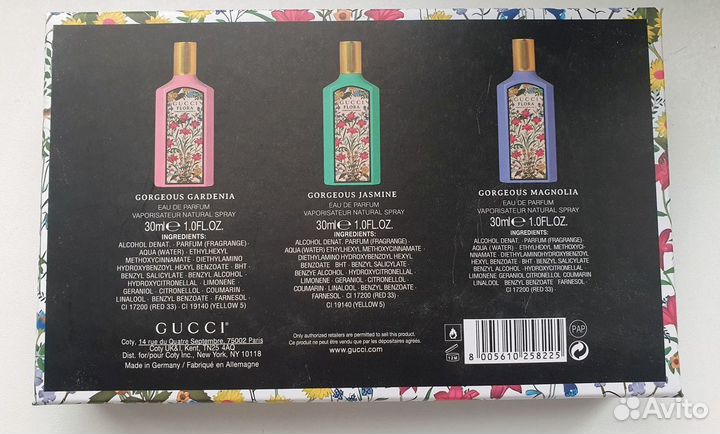 GUCCI
FLORA
GORGEOUS GARDENIA
EAU DE PARFUM
VAPORISATEUR NATURAL SPRAY
30ml℮ 1.0FL.OZ.
INGREDIENTS:
ALCOHOL DENAT. · PARFUM (FRAGRANCE) ·
AQUA (WATER) · ETHYLHEXYL
METHOXYCINNAMATE · DIETHYLAMINO
HYDROXYBENZOYL HEXYL BENZOATE · BHT ·
BENZYL SALICYLATE · BENZYL ALCOHOL ·
HYDROXYCITRONELLAL · LIMONENE
GERANIOL · CITRONELLOL · COUMARIN ·
LINALOOL · BENZYL BENZOATE · FARNESOL ·
CI 17200 (RED 33) · CI 19140 (YELLOW 5)
GUCCI
FLORA
GORGEOUS JASMINE
EAU DE PARFUM
VAPORISATEUR NATURAL SPRAY
30ml℮ 1.0FL.OZ.
INGREDIENTS:
ALCOHOL DENAT. · PARFUM (FRAGRANCE) ·
AQUA (WATER) · ETHYLHEXYL METHOXYCINNAMATE ·
DIETHYLAMINO HYDROXYBENZOYL HEXYL
BENZOATE · BHT · BENZYL SALICYLATE ·
BENZYE ALCOHOL · HYDROXYCITRONELLAL ·
LIMONENE · GERANIOL · CITRONELLOL ·
COUMARIN · LINALOOL · BENZYL BENZOATE ·
FARNESOL ·
CI 17200 (RED 33) · CI 19140 (YELLOW 5)
GUCCI
FLORA
GORGEOUS MAGNOLIA
EAU DE PARFUM
VAPORISATEUR NATURAL SPRAY
30ml℮ 1.0FL.OZ.
INGREDIENTS:
ALCOHOL DENAT. · PARFUM (FRAGRANCE) ·
AQUA (WATER) · ETHYLHEXYL METHOXYCI-
NNAMATE · DIETHYLAMINOHYDROXYBENZOYL
HEXYL BENZOATE · BHT · BENZYL SALICYLATE ·
BENZYL ALCOHOL · LIMONENE · HYDROXY-
CITRONELLAL GERANIOL · CITRONELLOL, COUMARIN
LINALOOL · BENZYL BENZOATE · FARNESOL ·
CI 17200 (RED 33)
GUCCI
Coty, 14 rue du Quatre Septembre, 75002 Paris
Coty UK&I, Kent, TN25 4AQ
Dist. for/pour Coty Inc., New York, NY 10118
Made in Germany / Fabriqué en Allemagne
Only authorized retailers are permitted to sell this product.
Ce produit ne peut être vendu que par les dépositaires agréés.
www.gucci.com
12M
8 005610 258225
PAP
Avito